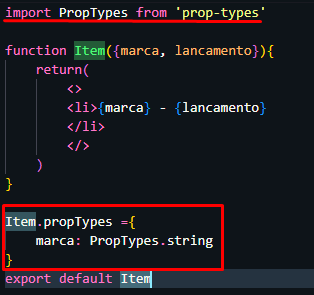 import PropTypes from 'prop-types'
function Item({marca, lancamento}){
return(
<>
<li>{marca} - {lancamento}
</li>
</>
)
}
Item.propTypes ={
marca: PropTypes.string
}
export default Item